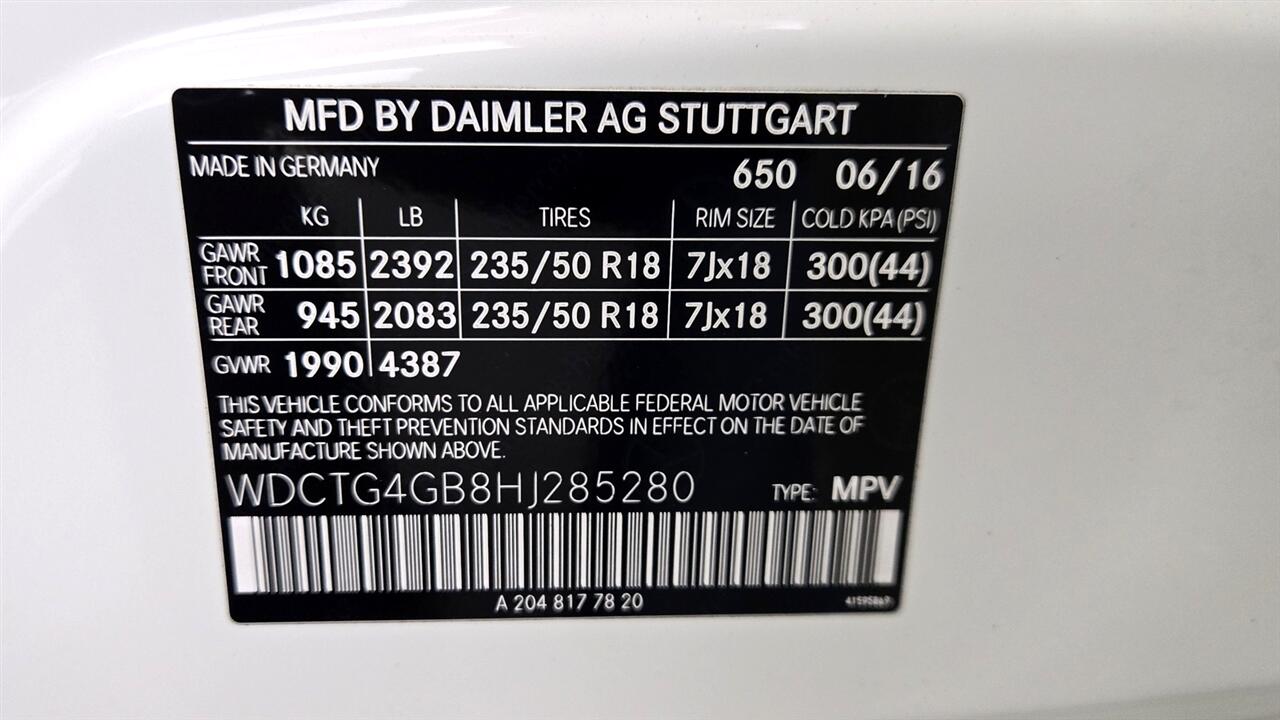 MFD BY DAIMLER AG STUTTGART
MADE IN GERMANY 650 06/16
KG LB TIRES RIM SIZE COLD KPA (PSI)
GAWR FRONT 1085 2392 235/50 R18 7Jx18 300(44)
GAWR REAR 945 2083 235/50 R18 7Jx18 300(44)
GVWR 1990 4387
THIS VEHICLE CONFORMS TO ALL APPLICABLE FEDERAL MOTOR VEHICLE
SAFETY AND THEFT PREVENTION STANDARDS IN EFFECT ON THE DATE OF
MANUFACTURE SHOWN ABOVE.
WDCTG4GB8HJ285280 TYPE: MPV
A 204 817 78 20 41595869